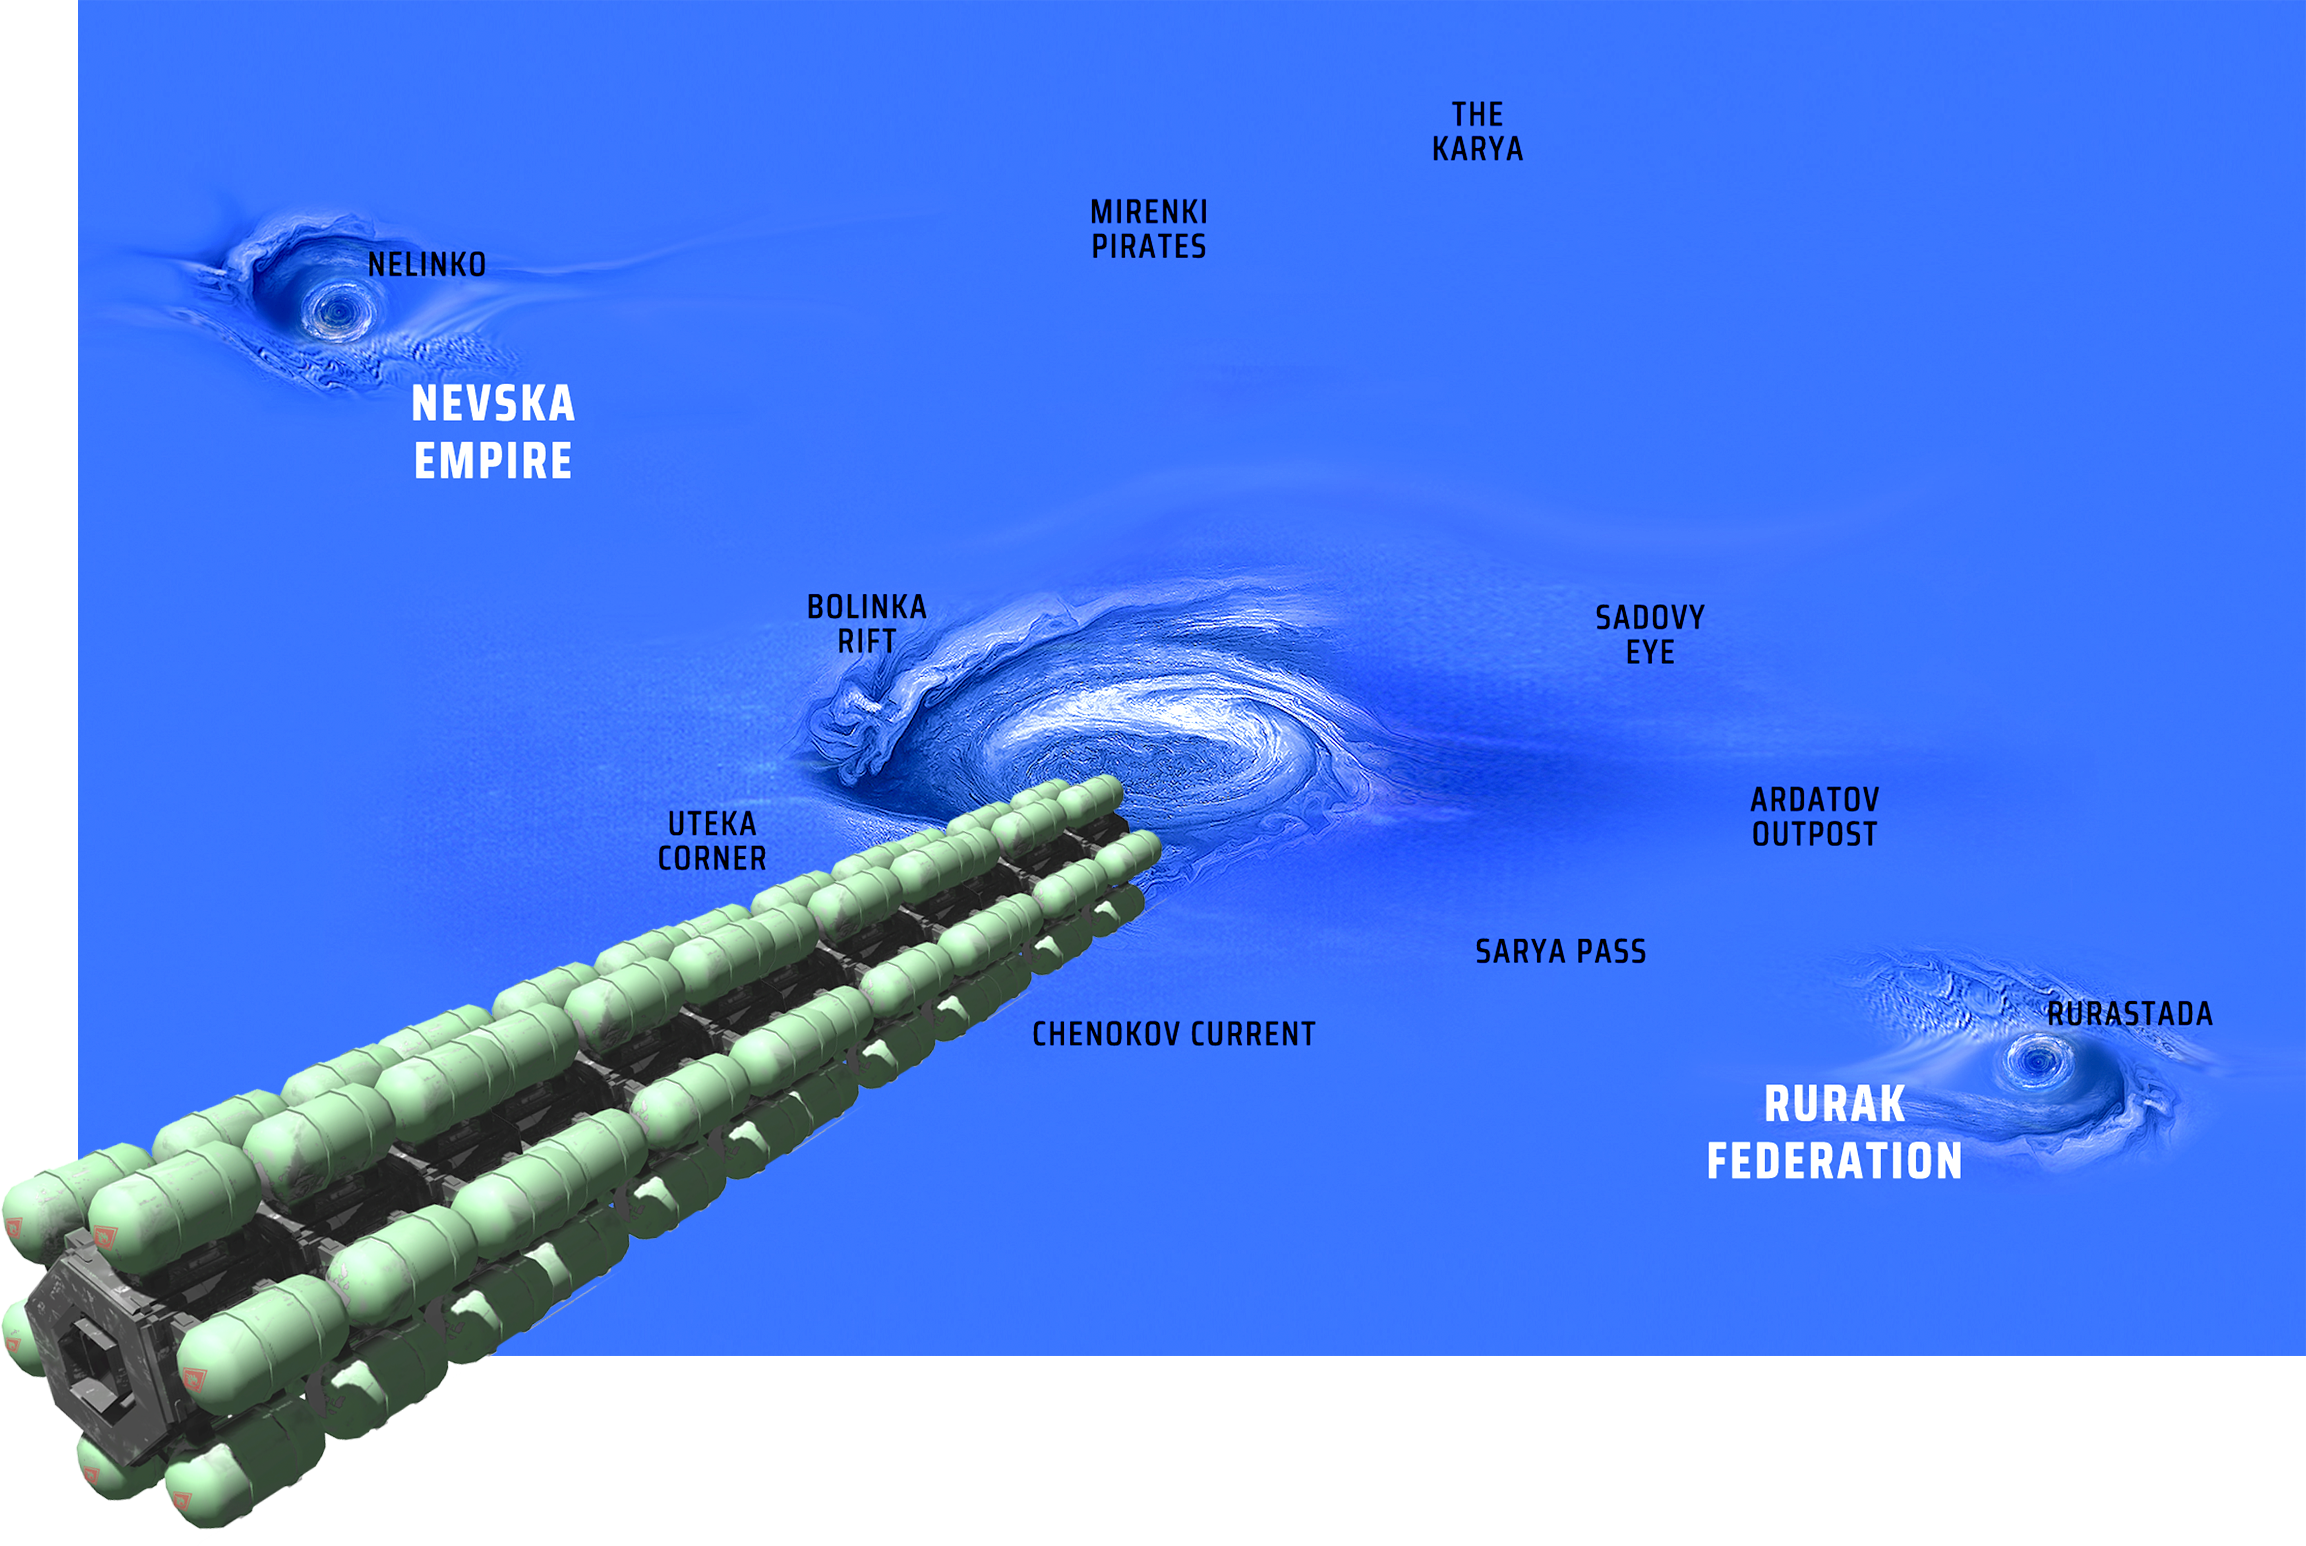 THE
KARYA
MIRENKI
PIRATES
NELINKO
NEVSKA
EMPIRE
BOLINKA
RIFT
SADOVY
EYE
UTEKA
CORNER
ARDATOV
OUTPOST
SARYA PASS
CHENOKOV CURRENT
RURASTADA
RURAK
FEDERATION